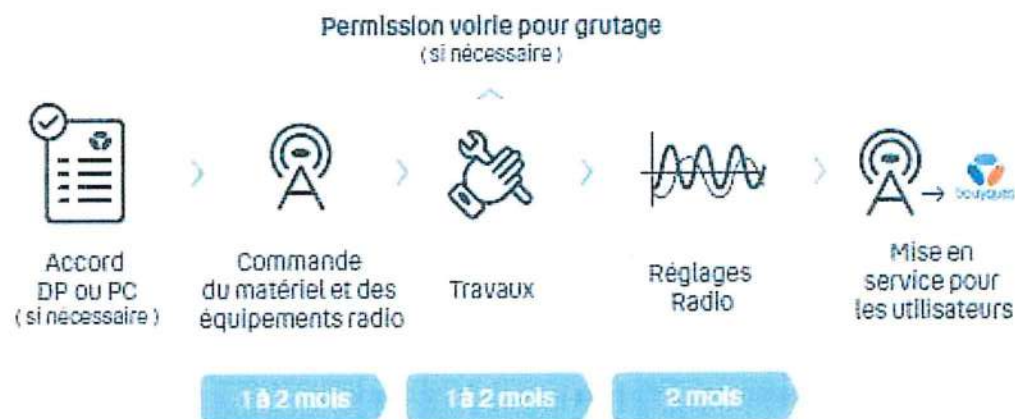 Permission voirie pour grutage
(si nécessaire)
Accord
DP ou PC
(si nécessaire)
Commande
du matériel et des
équipements radio
Travaux
Réglages
Radio
bouygues
Mise en
service pour
les utilisateurs
1 à 2 mois
1 à 2 mois
2 mois